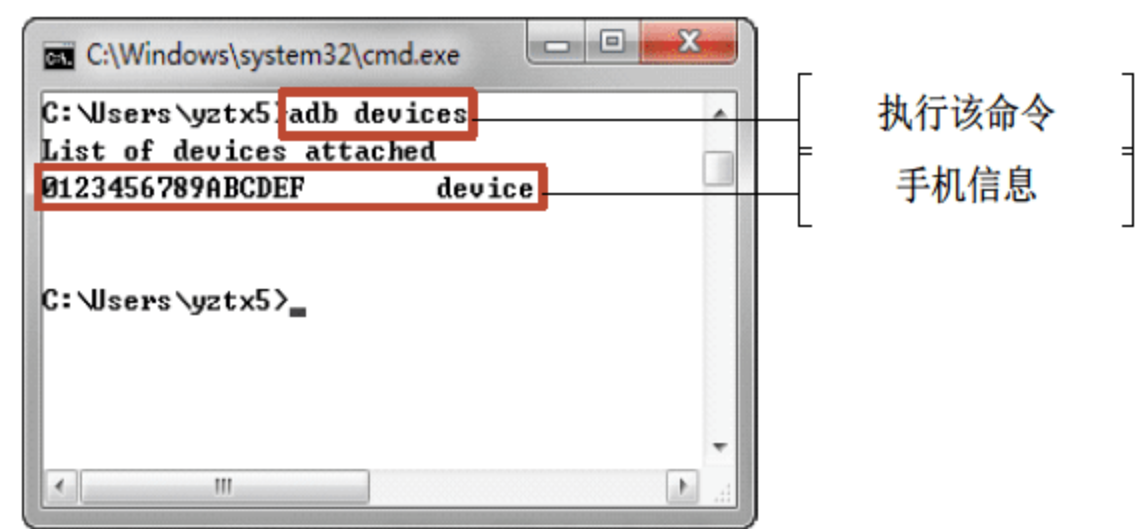 C:\Windows\system32\cmd.exe
C:\Users\yztx5>adb devices
List of devices attached
0123456789ABCDEF device
C:\Users\yztx5>_
执行该命令
手机信息